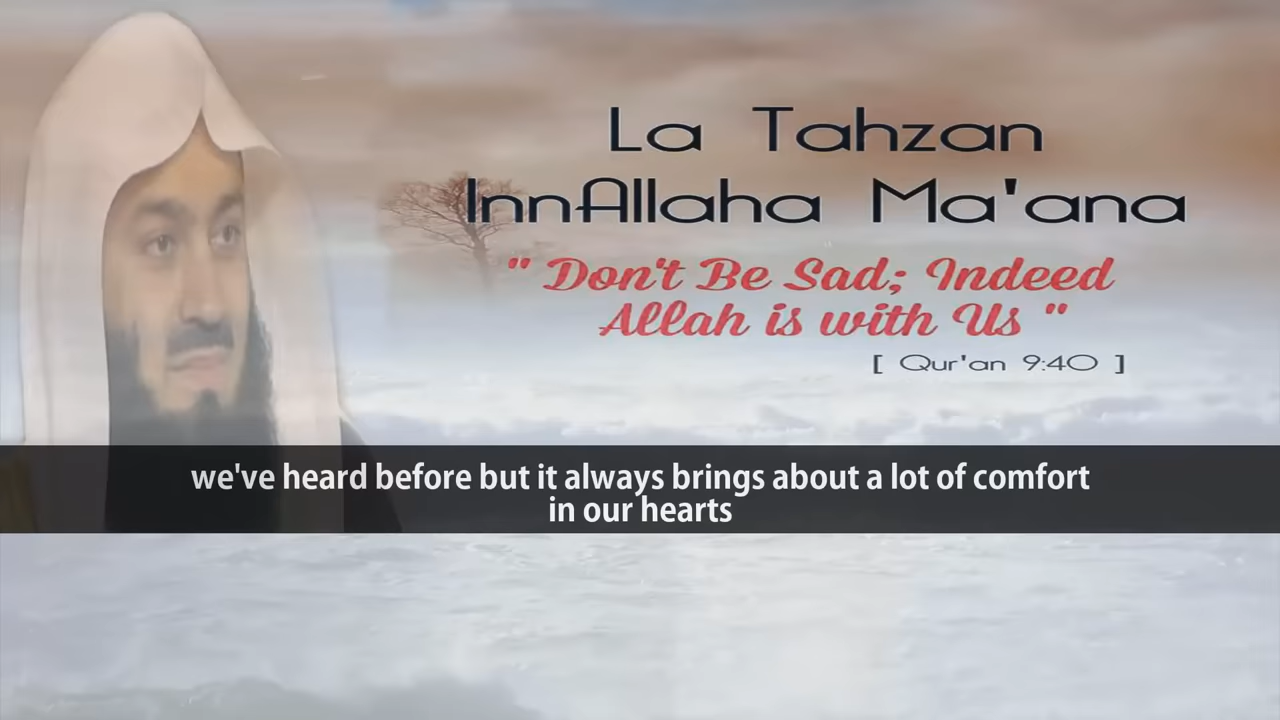 La Tahzan
InnAllaha Ma'ana
" Don't Be Sad; Indeed
Allah is with Us "
[ Qur'an 9:40 ]
we've heard before but it always brings about a lot of comfort
in our hearts